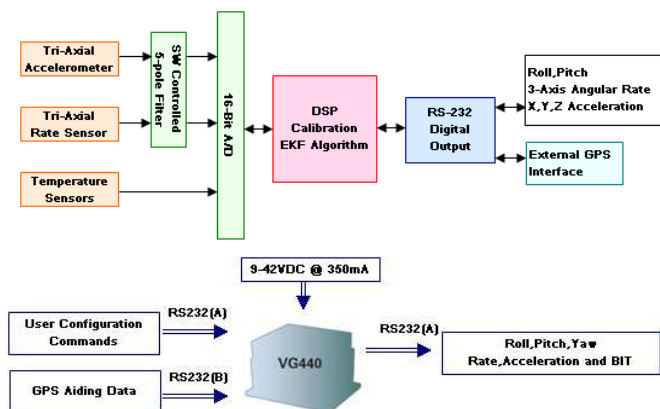 Tri-Axial
Accelerometer
Tri-Axial
Rate Sensor
Temperature
Sensors
SW Controlled
5-pole Filter
16-Bit A/D
DSP
Calibration
EKF Algorithm
RS-232
Digital
Output
Roll,Pitch
3-Axis Angular Rate
X,Y,Z Acceleration
External GPS
Interface
9-42VDC @ 350mA
User Configuration
Commands
RS232(A)
GPS Aiding Data
RS232(B)
VG440
RS232(A)
Roll,Pitch,Yaw
Rate,Acceleration and BIT